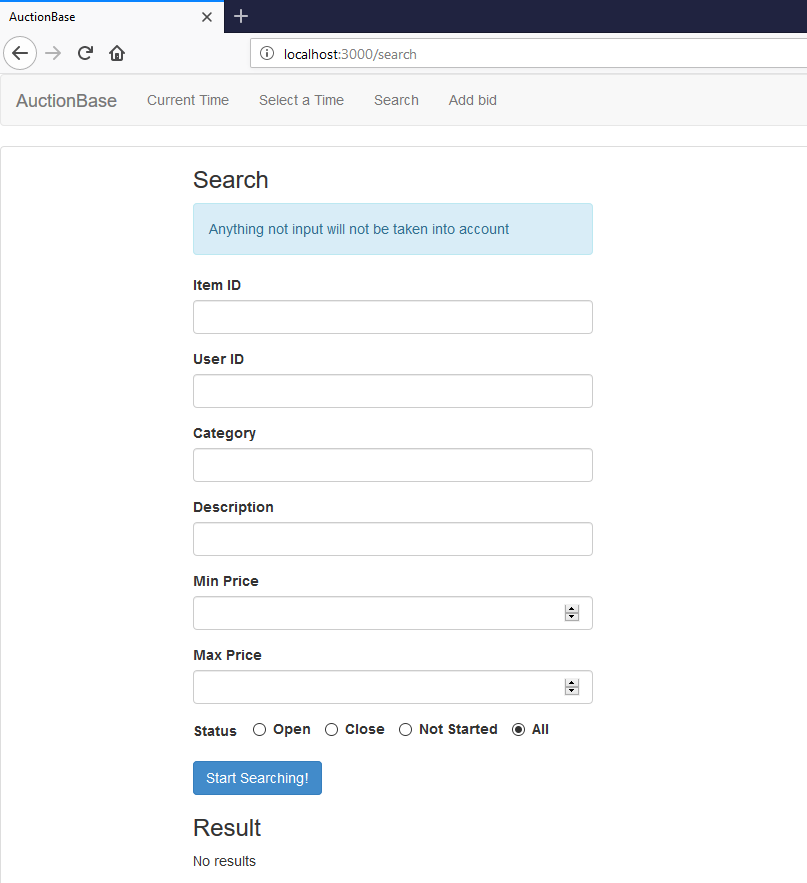 AuctionBase
localhost:3000/search
AuctionBase Current Time Select a Time Search Add bid
Search
Anything not input will not be taken into account
Item ID
User ID
Category
Description
Min Price
Max Price
Status Open Close Not Started All
Start Searching!
Result
No results